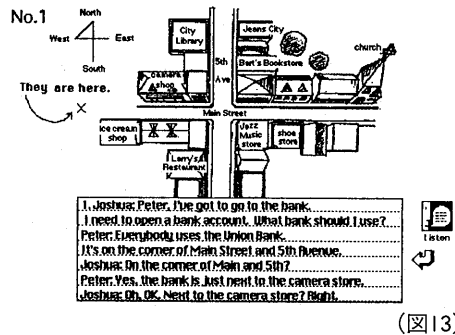 No.1
North
West
East
South
They are here.
City
Library
Jeans City
5th
Ave
Bart's Bookstore
church
camera
shop
Main Street
ice cream
shop
Jazz
Music
store
shoe
store
Larry's
Restaurant
1. Joshua: Peter, I've got to go to the bank.
I need to open a bank account. What bank should I use?
Peter: Everybody uses the Union Bank.
It's on the corner of Main Street and 5th Avenue.
Joshua: On the corner of Main and 5th?
Peter: Yes, the bank is just next to the camera store.
Joshua: Oh, OK. Next to the camera store? Right.
listen
(図13)